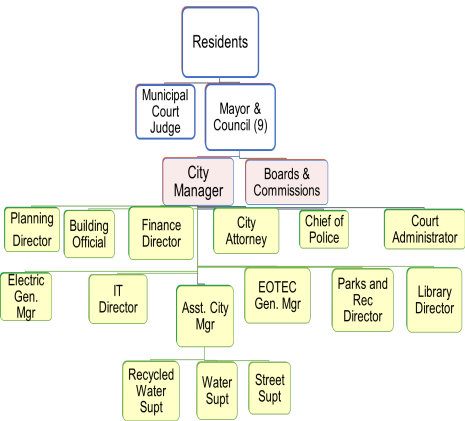 Residents
Municipal
Court
Judge
Mayor &
Council (9)
City
Manager
Boards &
Commissions
Planning
Director
Building
Official
Finance
Director
City
Attorney
Chief of
Police
Court
Administrator
Electric
Gen.
Mgr
IT
Director
Asst. City
Mgr
EOTEC
Gen. Mgr
Parks and
Rec
Director
Library
Director
Recycled
Water
Supt
Water
Supt
Street
Supt